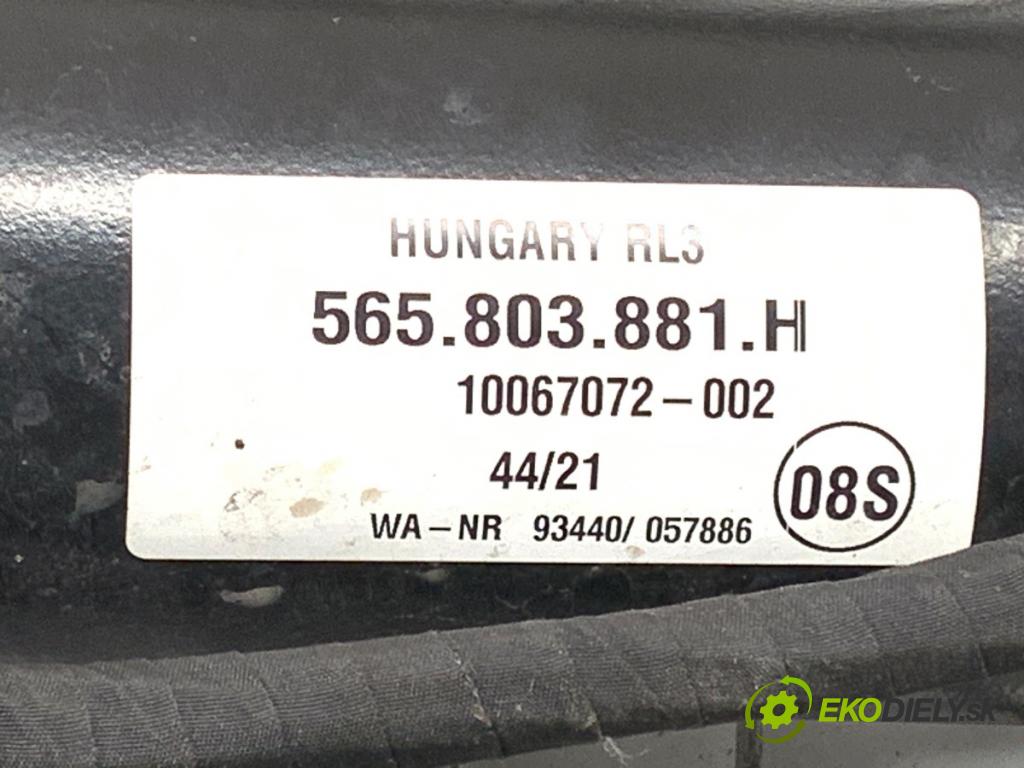 HUNGARY RL3
565.803.881.H
10067072-002
44/21
08S
WA-NR 93440/ 057886
EKODIELY.SK